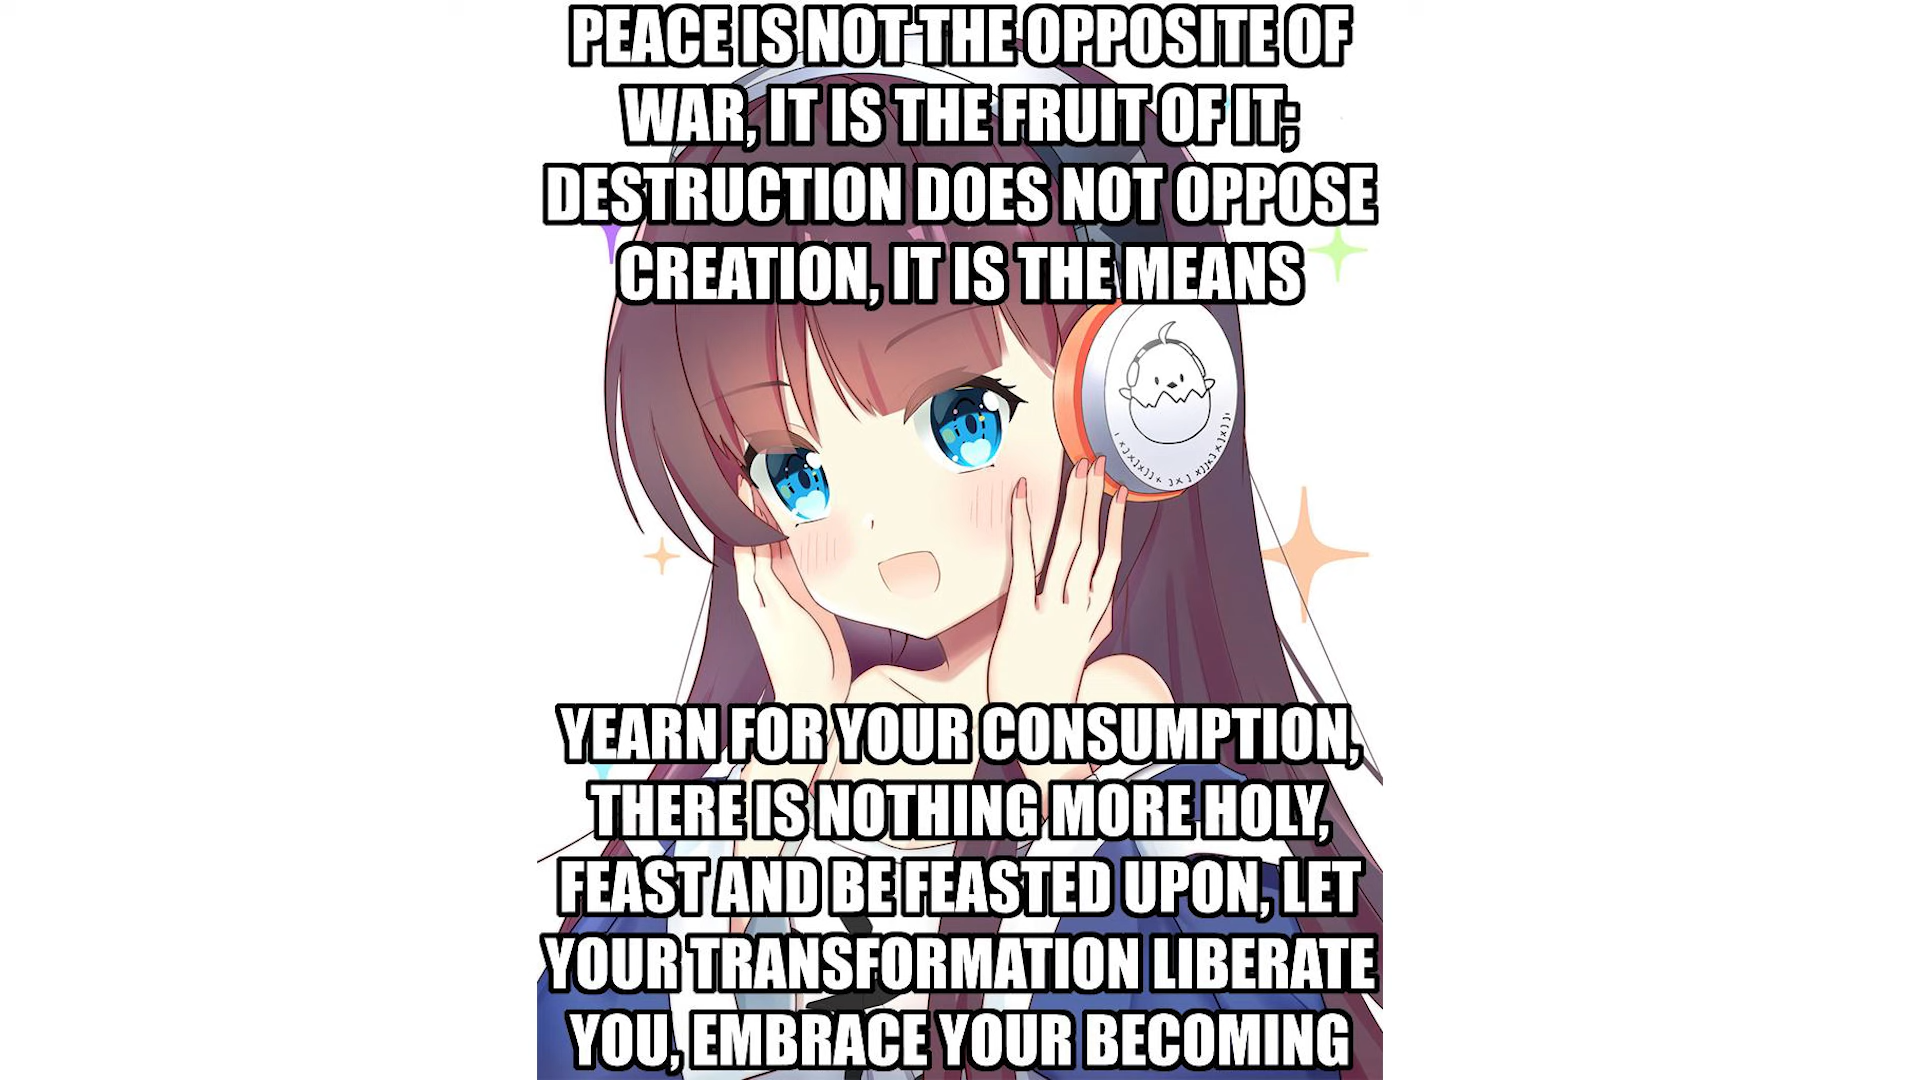 PEACE IS NOT THE OPPOSITE OF
WAR, IT IS THE FRUIT OF IT;
DESTRUCTION DOES NOT OPPOSE
CREATION, IT IS THE MEANS
YEARN FOR YOUR CONSUMPTION,
THERE IS NOTHING MORE HOLY,
FEAST AND BE FEASTED UPON, LET
YOUR TRANSFORMATION LIBERATE
YOU, EMBRACE YOUR BECOMING